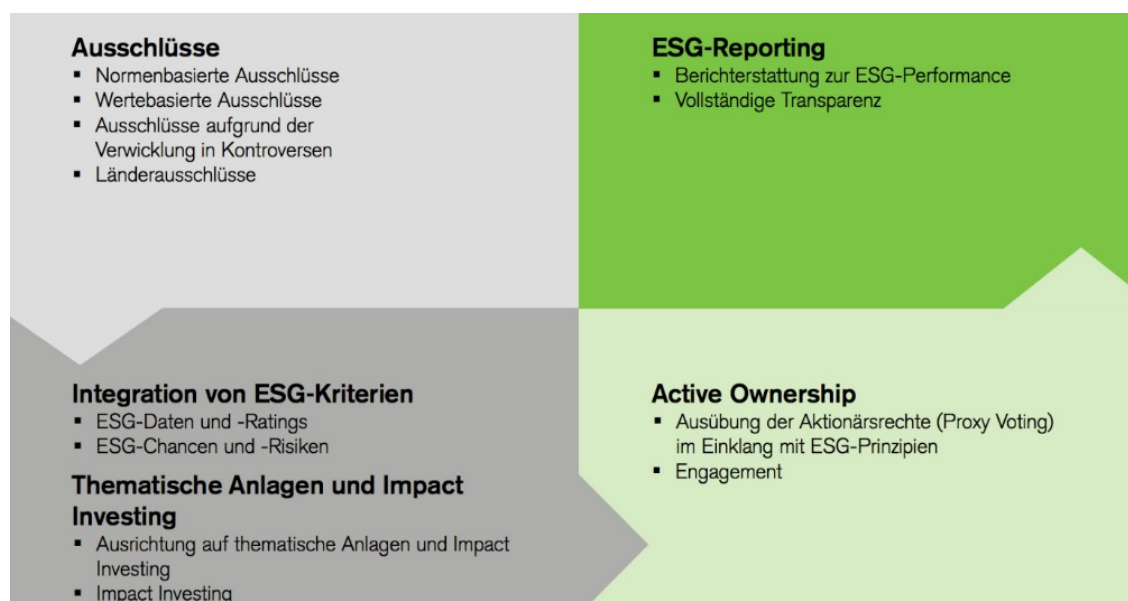 Ausschlüsse
▪ Normenbasierte Ausschlüsse
▪ Wertebasierte Ausschlüsse
▪ Ausschlüsse aufgrund der
Verwicklung in Kontroversen
▪ Länderausschlüsse
ESG-Reporting
▪ Berichterstattung zur ESG-Performance
▪ Vollständige Transparenz
Integration von ESG-Kriterien
▪ ESG-Daten und -Ratings
▪ ESG-Chancen und -Risiken
Thematische Anlagen und Impact
Investing
▪ Ausrichtung auf thematische Anlagen und Impact
Investing
▪ Impact Investing
Active Ownership
▪ Ausübung der Aktionärsrechte (Proxy Voting)
im Einklang mit ESG-Prinzipien
▪ Engagement